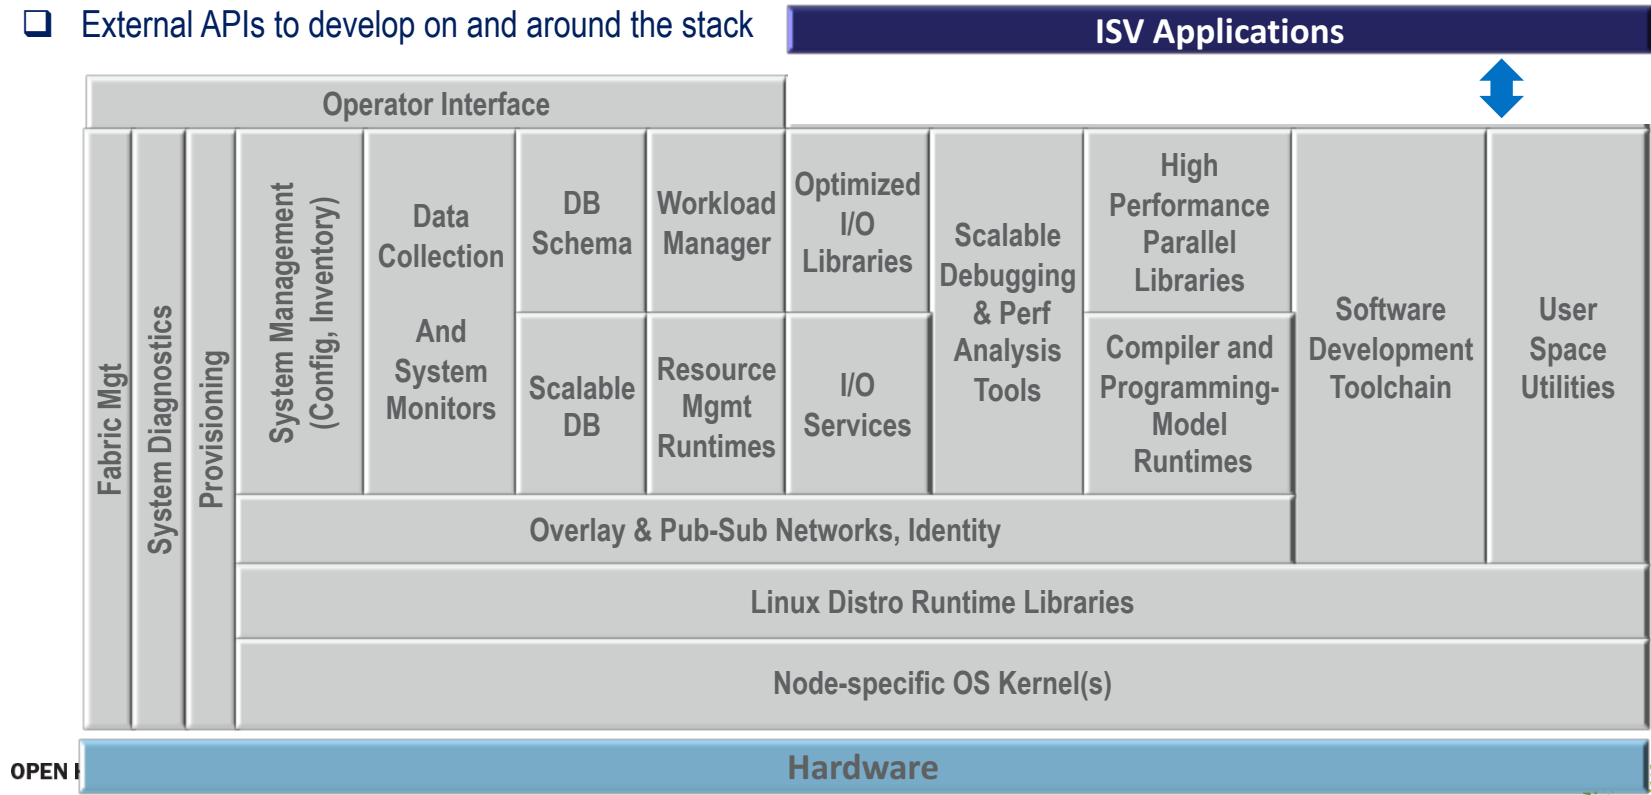 External APIs to develop on and around the stack
ISV Applications
Operator Interface
Fabric Mgt
System Diagnostics
Provisioning
System Management
(Config, Inventory)
Data
Collection
And
System
Monitors
DB
Schema
Scalable
DB
Workload
Manager
Resource
Mgmt
Runtimes
Optimized
I/O
Libraries
I/O
Services
Scalable
Debugging
& Perf
Analysis
Tools
High
Performance
Parallel
Libraries
Compiler and
Programming-
Model
Runtimes
Software
Development
Toolchain
User
Space
Utilities
Overlay & Pub-Sub Networks, Identity
Linux Distro Runtime Libraries
Node-specific OS Kernel(s)
Hardware
OPEN